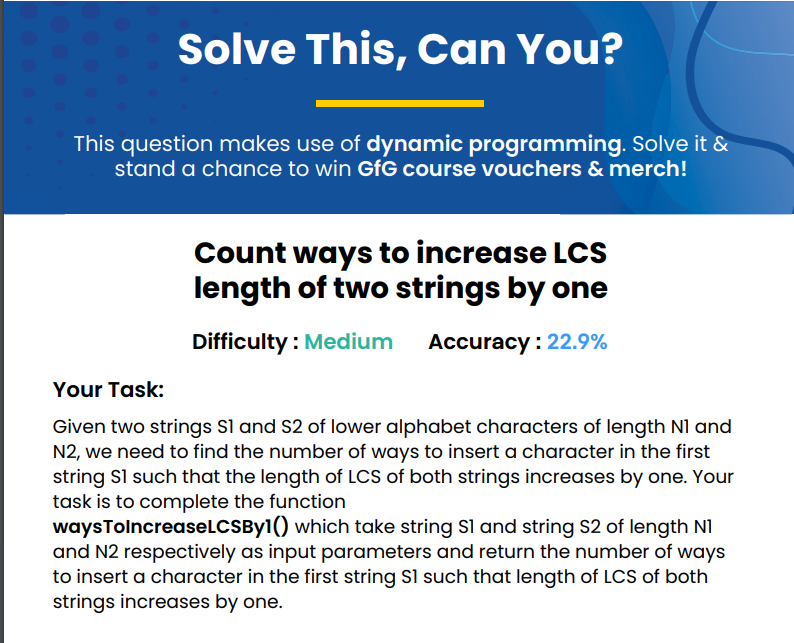 Solve This, Can You?
This question makes use of dynamic programming. Solve it &
stand a chance to win GfG course vouchers & merch!
Count ways to increase LCS
length of two strings by one
Difficulty : Medium Accuracy : 22.9%
Your Task:
Given two strings S1 and S2 of lower alphabet characters of length N1 and
N2, we need to find the number of ways to insert a character in the first
string S1 such that the length of LCS of both strings increases by one. Your
task is to complete the function
waysToIncreaseLCSBy1() which take string S1 and string S2 of length N1
and N2 respectively as input parameters and return the number of ways
to insert a character in the first string S1 such that length of LCS of both
strings increases by one.